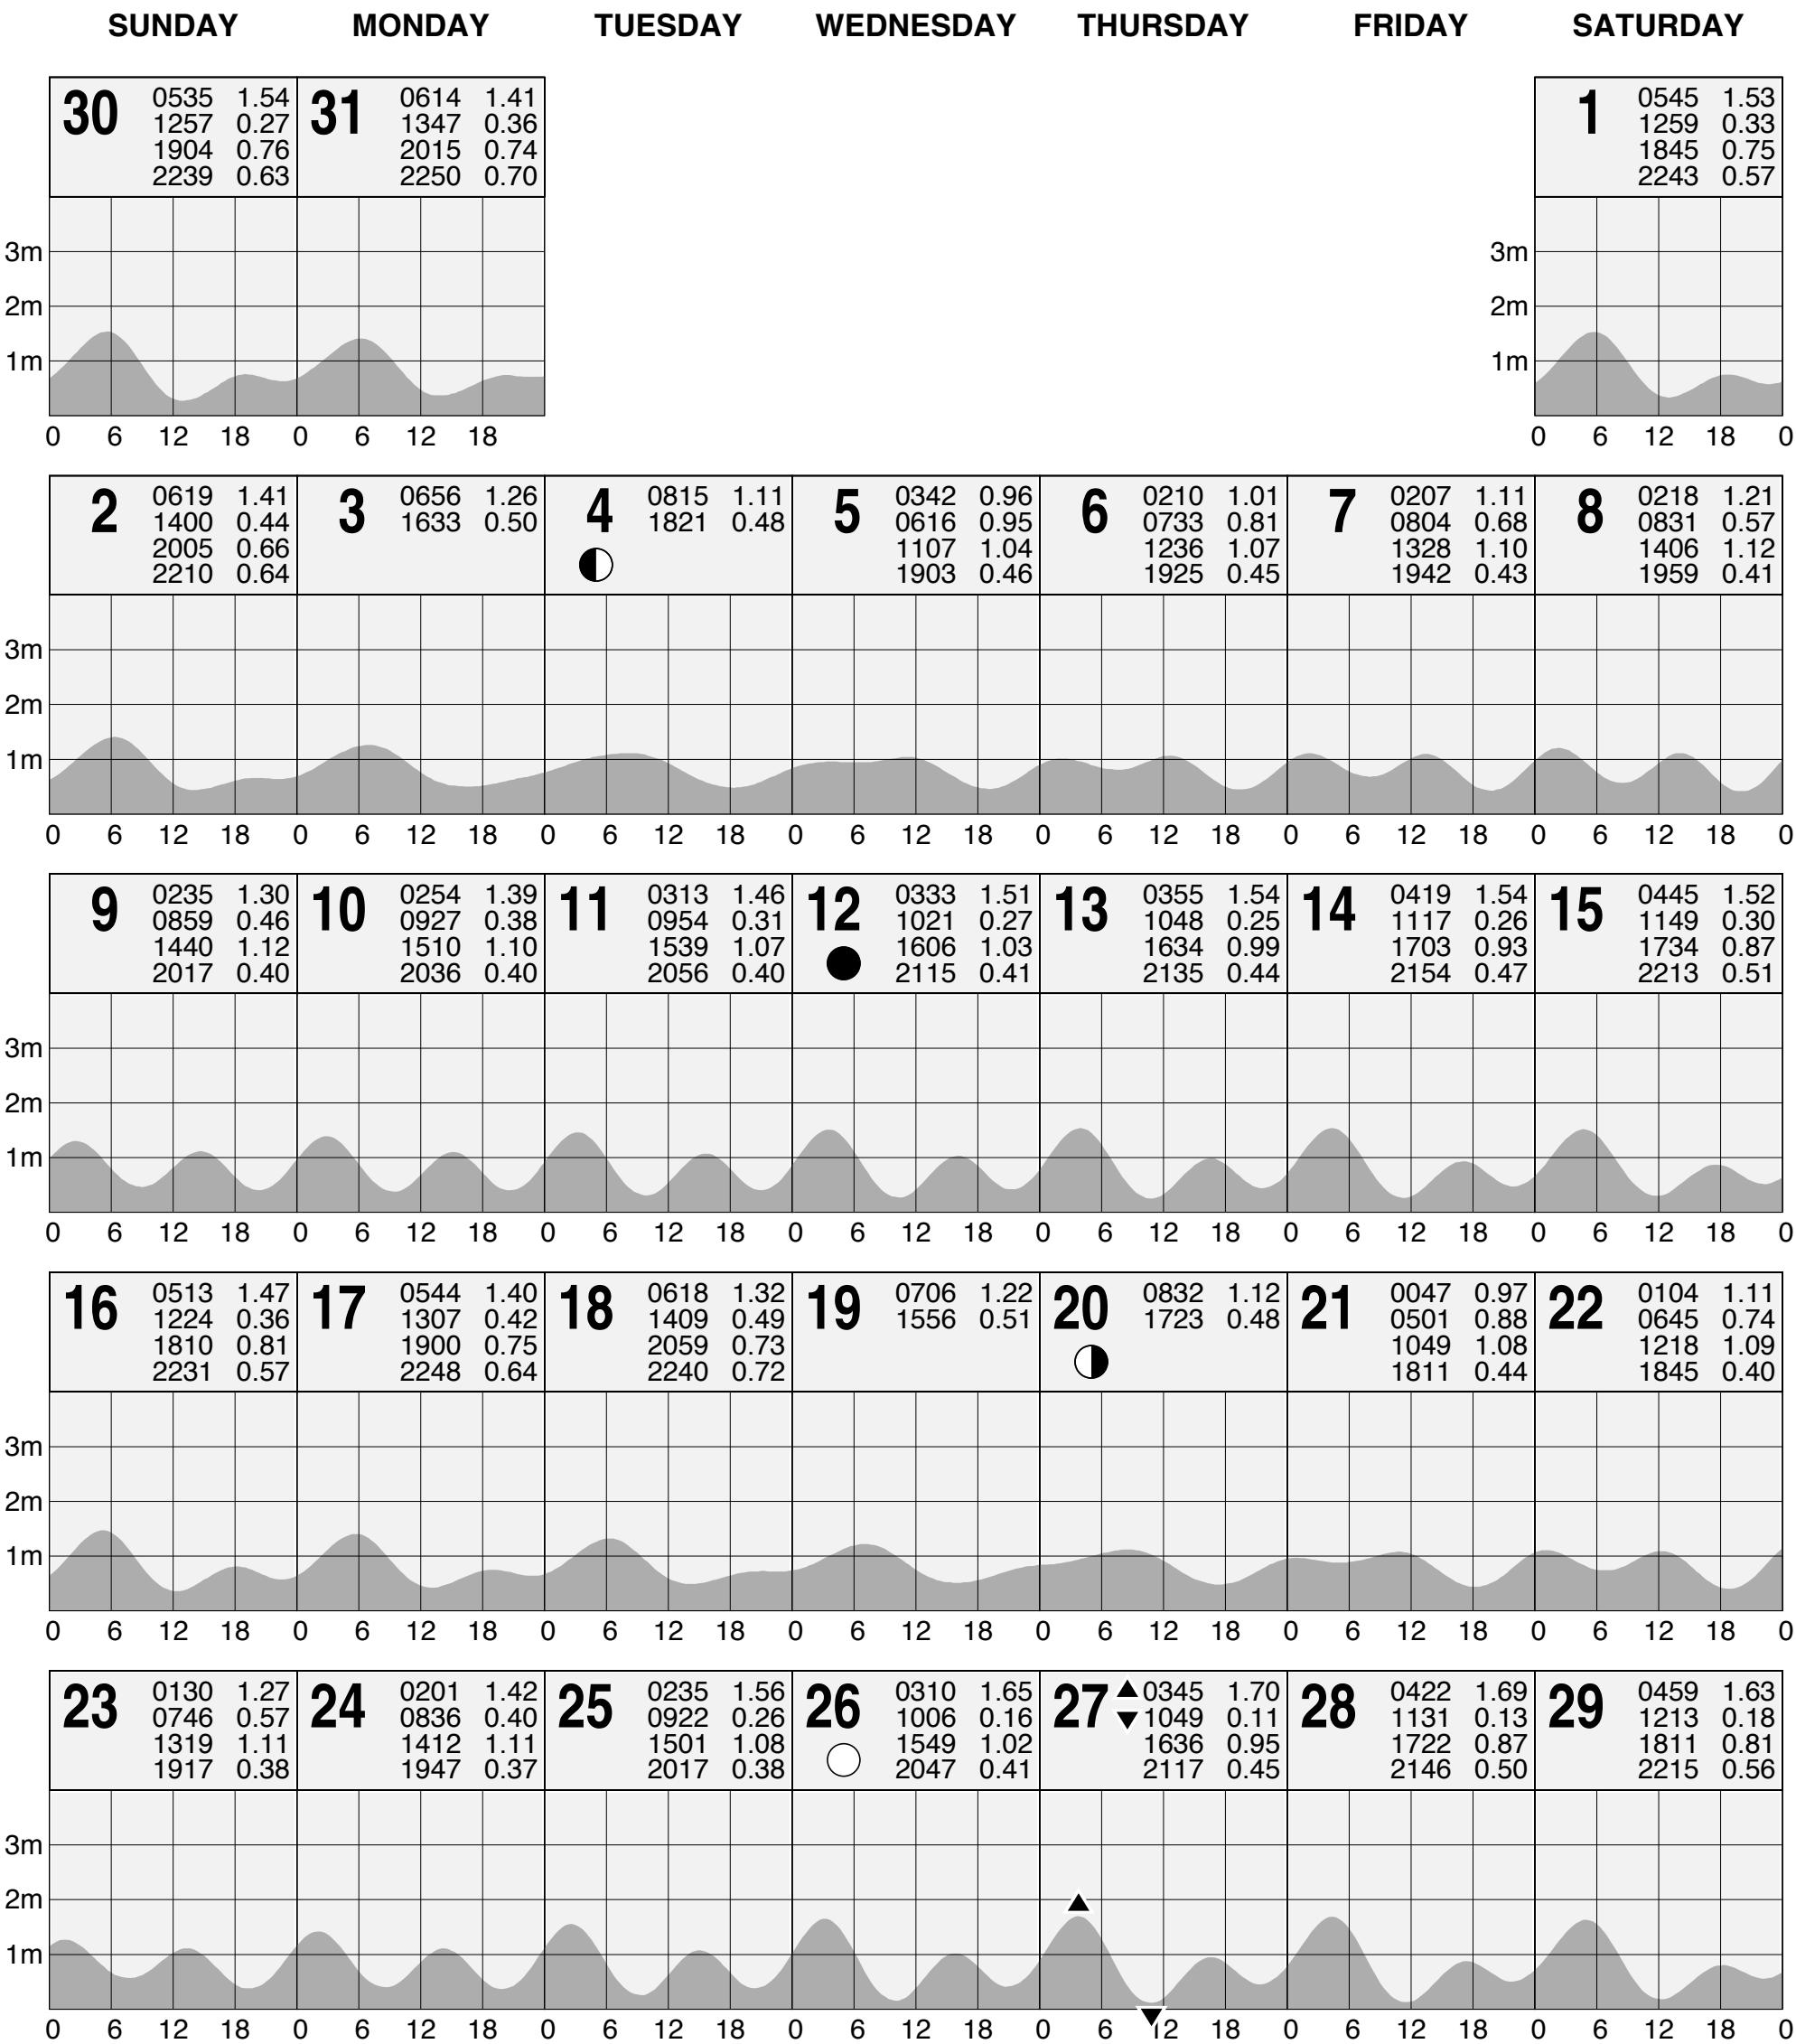 SUNDAY MONDAY TUESDAY WEDNESDAY THURSDAY FRIDAY SATURDAY
30 0535 1.54 31 0614 1.41 1 0545 1.53
1257 0.27 1347 0.36 1259 0.33
1904 0.76 2015 0.74 1845 0.75
2239 0.63 2250 0.70 2243 0.57
3m 3m
2m 2m
1m 1m
0 6 12 18 0 6 12 18 0 6 12 18 0
2 0619 1.41 3 0656 1.26 4 0815 1.11 5 0342 0.96 6 0210 1.01 7 0207 1.11 8 0218 1.21
1400 0.44 1633 0.50 1821 0.48 0616 0.95 0733 0.81 0804 0.68 0831 0.57
2005 0.66 1107 1.04 1236 1.07 1328 1.10 1406 1.12
2210 0.64 1903 0.46 1925 0.45 1942 0.43 1959 0.41
3m
2m
1m
0 6 12 18 0 6 12 18 0 6 12 18 0 6 12 18 0 6 12 18 0 6 12 18 0 6 12 18 0
9 0235 1.30 10 0254 1.39 11 0313 1.46 12 0333 1.51 13 0355 1.54 14 0419 1.54 15 0445 1.52
0859 0.46 0927 0.38 0954 0.31 1021 0.27 1048 0.25 1117 0.26 1149 0.30
1440 1.12 1510 1.10 1539 1.07 1606 1.03 1634 0.99 1703 0.93 1734 0.87
2017 0.40 2036 0.40 2056 0.40 2115 0.41 2135 0.44 2154 0.47 2213 0.51
3m
2m
1m
0 6 12 18 0 6 12 18 0 6 12 18 0 6 12 18 0 6 12 18 0 6 12 18 0 6 12 18 0
16 0513 1.47 17 0544 1.40 18 0618 1.32 19 0706 1.22 20 0832 1.12 21 0047 0.97 22 0104 1.11
1224 0.36 1307 0.42 1409 0.49 1556 0.51 1723 0.48 0501 0.88 0645 0.74
1810 0.81 1900 0.75 2059 0.73 1049 1.08 1218 1.09
2231 0.57 2248 0.64 2240 0.72 1811 0.44 1845 0.40
3m
2m
1m
0 6 12 18 0 6 12 18 0 6 12 18 0 6 12 18 0 6 12 18 0 6 12 18 0 6 12 18 0
23 0130 1.27 24 0201 1.42 25 0235 1.56 26 0310 1.65 27 0345 1.70 28 0422 1.69 29 0459 1.63
0746 0.57 0836 0.40 0922 0.26 1006 0.16 1049 0.11 1131 0.13 1213 0.18
1319 1.11 1412 1.11 1501 1.08 1549 1.02 1636 0.95 1722 0.87 1811 0.81
1917 0.38 1947 0.37 2017 0.38 2047 0.41 2117 0.45 2146 0.50 2215 0.56
3m
2m
1m
0 6 12 18 0 6 12 18 0 6 12 18 0 6 12 18 0 6 12 18 0 6 12 18 0 6 12 18 0